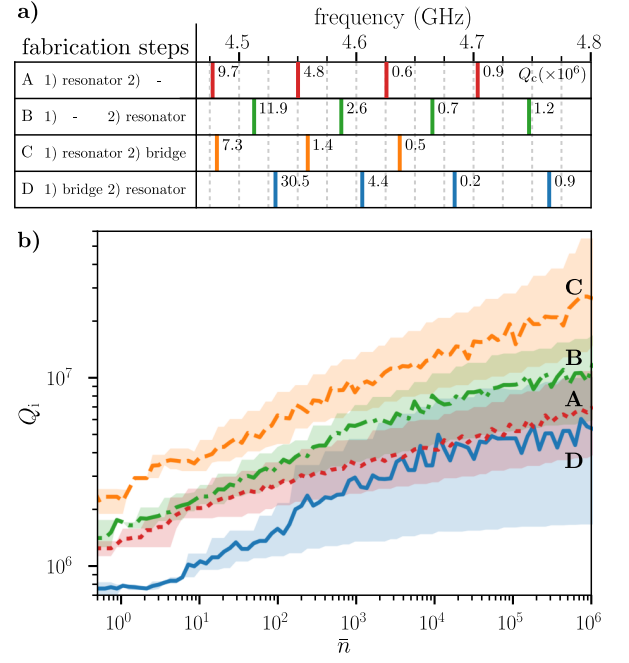 a)
frequency (GHz)
fabrication steps
4.5 4.6 4.7 4.8
A 1) resonator 2) - 9.7 4.8 0.6 0.9 Qc(×10⁶)
B 1) - 2) resonator 11.9 2.6 0.7 1.2
C 1) resonator 2) bridge 7.3 1.4 0.5
D 1) bridge 2) resonator 30.5 4.4 0.2 0.9
b)
C
B
A
D
10⁷
10⁶
Qi
10⁰ 10¹ 10² 10³ 10⁴ 10⁵ 10⁶
n̄